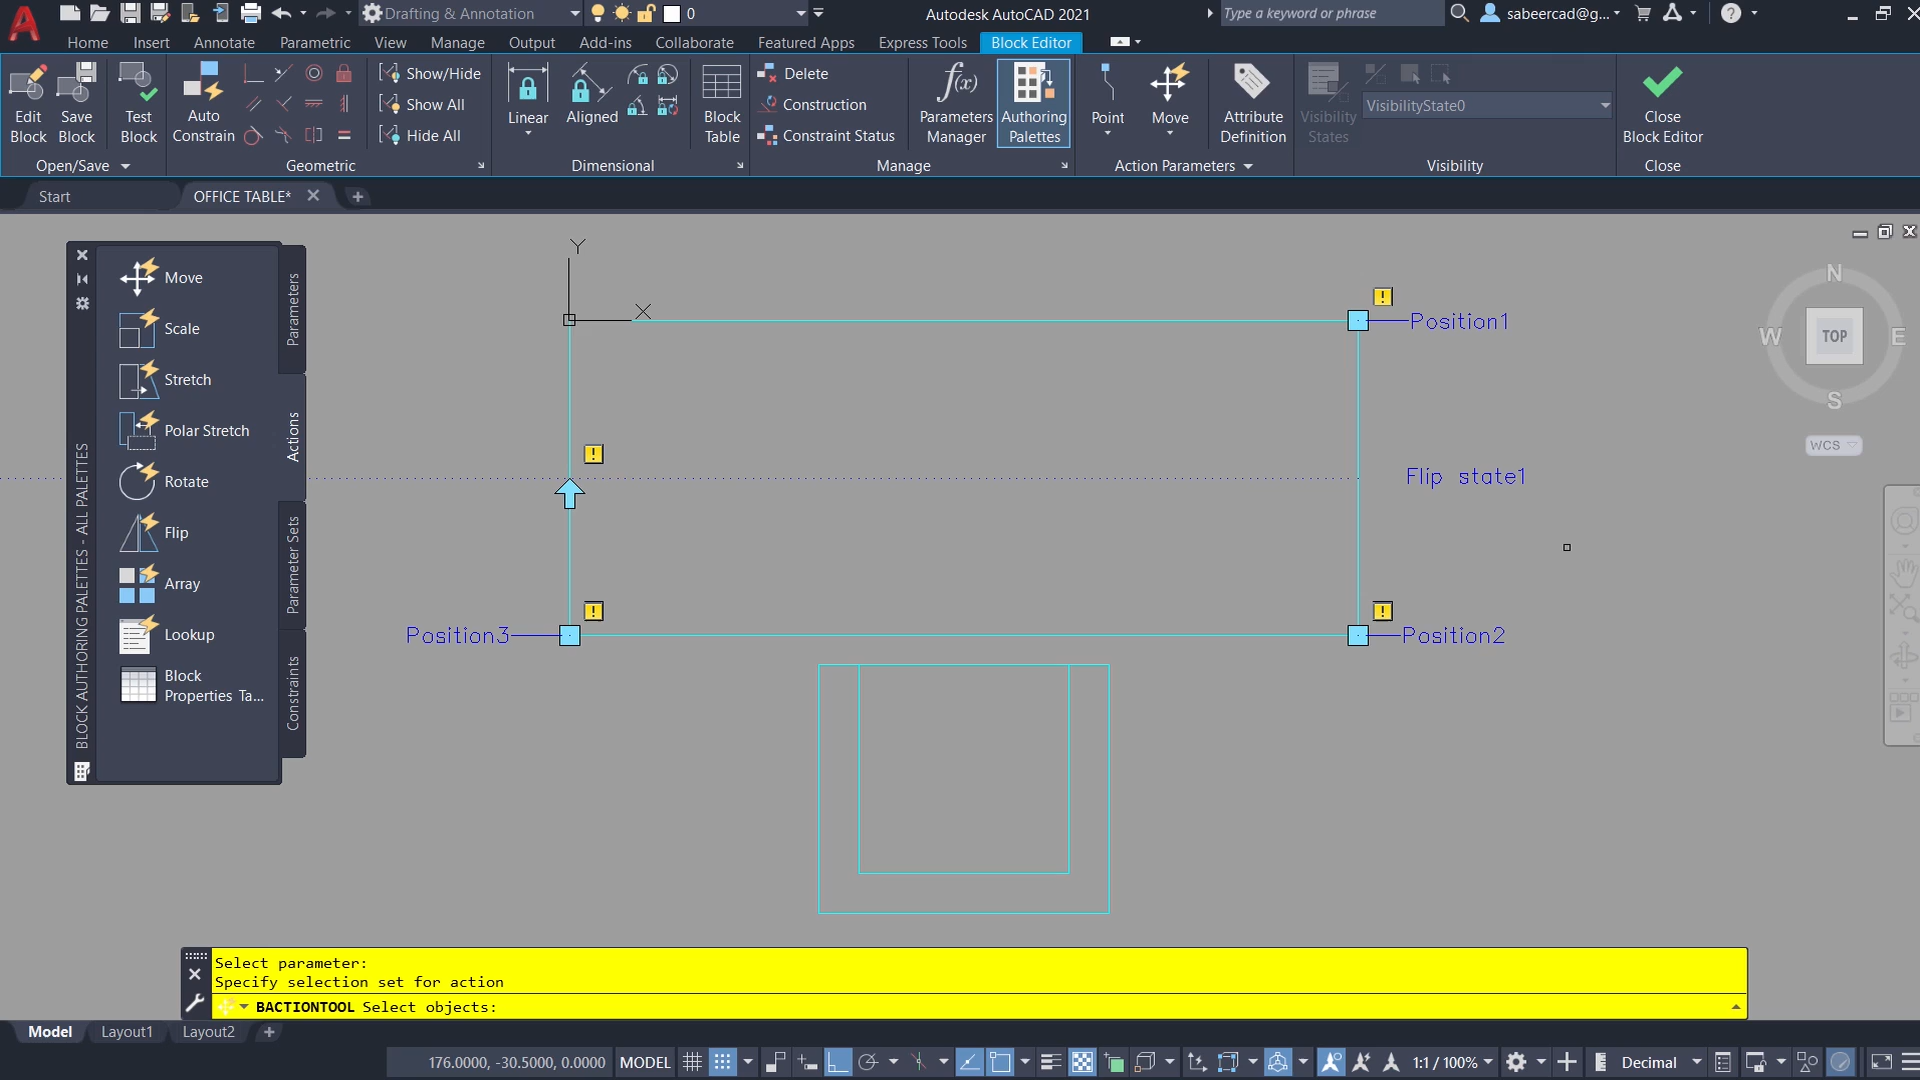 Drafting & Annotation
0
Autodesk AutoCAD 2021
Type a keyword or phrase
sabeercad@g...
Home
Insert
Annotate
Parametric
View
Manage
Output
Add-ins
Collaborate
Featured Apps
Express Tools
Block Editor
Edit Block
Save Block
Test Block
Auto Constrain
Show/Hide
Show All
Hide All
Linear
Aligned
Block Table
Delete
Construction
Constraint Status
Parameters Manager
Authoring Palettes
Point
Move
Attribute Definition
Visibility States
VisibilityState0
Close Block Editor
Open/Save
Geometric
Dimensional
Manage
Action Parameters
Visibility
Close
Start
OFFICE TABLE*
Move
Scale
Stretch
Polar Stretch
Rotate
Flip
Array
Lookup
Block
Properties Ta...
Parameters
Actions
Parameter Sets
Constraints
BLOCK AUTHORING PALETTES - ALL PALETTES
Y
X
Position1
Flip state1
Position3
Position2
N
W
TOP
E
S
WCS
Select parameter:
Specify selection set for action
BACTIONTOOL Select objects:
Model
Layout1
Layout2
176.0000, -30.5000, 0.0000
MODEL
1:1 / 100%
Decimal